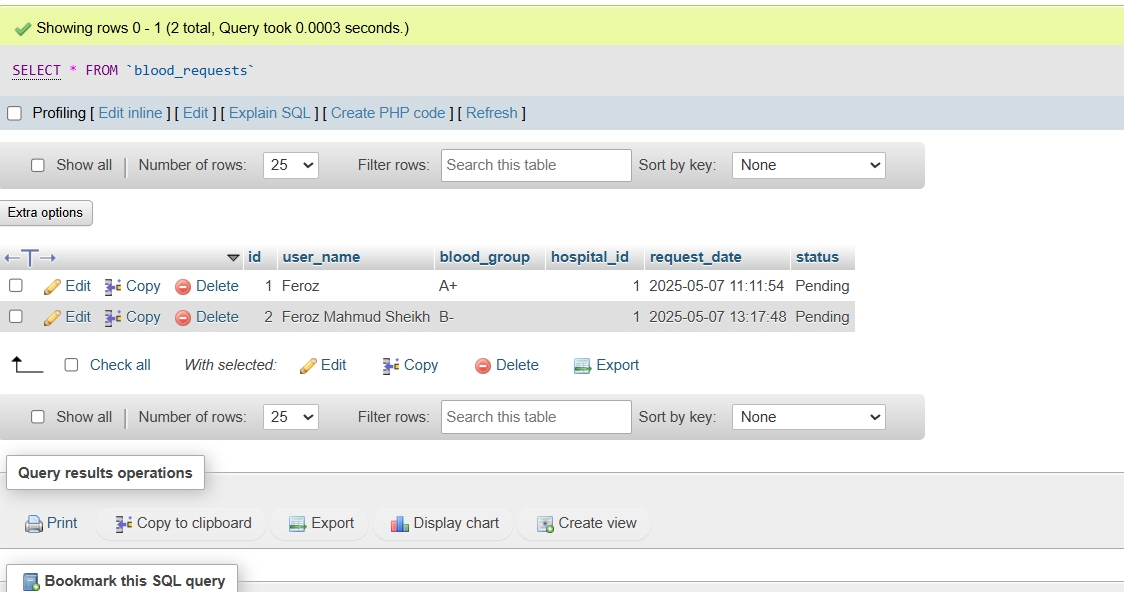 Showing rows 0 - 1 (2 total, Query took 0.0003 seconds.)
SELECT * FROM `blood_requests`
Profiling [ Edit inline ] [ Edit ] [ Explain SQL ] [ Create PHP code ] [ Refresh ]
Show all | Number of rows: 25 Filter rows: Search this table Sort by key: None
Extra options
id user_name blood_group hospital_id request_date status
Edit Copy Delete 1 Feroz A+ 1 2025-05-07 11:11:54 Pending
Edit Copy Delete 2 Feroz Mahmud Sheikh B- 1 2025-05-07 13:17:48 Pending
Check all With selected: Edit Copy Delete Export
Show all | Number of rows: 25 Filter rows: Search this table Sort by key: None
Query results operations
Print Copy to clipboard Export Display chart Create view
Bookmark this SQL query